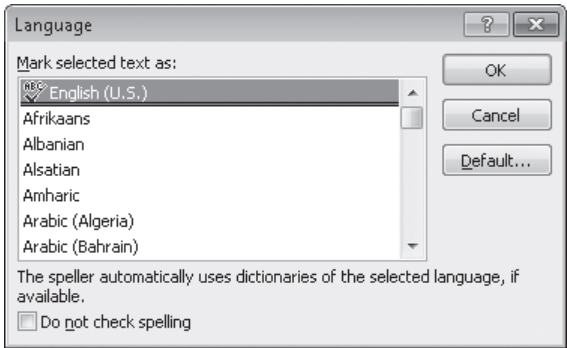 Language
Mark selected text as:
ABC English (U.S.)
Afrikaans
Albanian
Alsatian
Amharic
Arabic (Algeria)
Arabic (Bahrain)
OK
Cancel
Default...
The speller automatically uses dictionaries of the selected language, if
available.
Do not check spelling